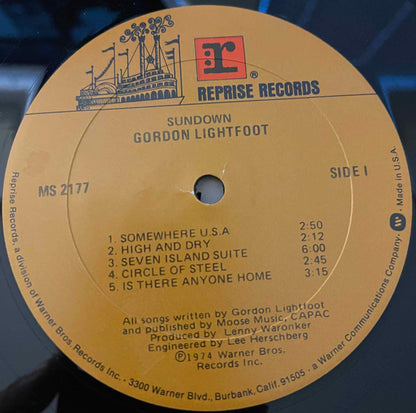 r
®
REPRISE RECORDS
SUNDOWN
GORDON LIGHTFOOT
MS 2177
SIDE I
1. SOMEWHERE U.S.A 2:50
2. HIGH AND DRY 2:12
3. SEVEN ISLAND SUITE 6:00
4. CIRCLE OF STEEL 2:45
5. IS THERE ANYONE HOME 3:15
All songs written by Gordon Lightfoot
and published by Moose Music, CAPAC
Produced by Lenny Waronker
Engineered by Lee Herschberg
℗1974 Warner Bros.
Records Inc.
Reprise Records, a division of Warner Bros Records Inc. · 3300 Warner Blvd., Burbank, Calif. 91505 · a Warner Communications Company · W · Made in U.S.A.